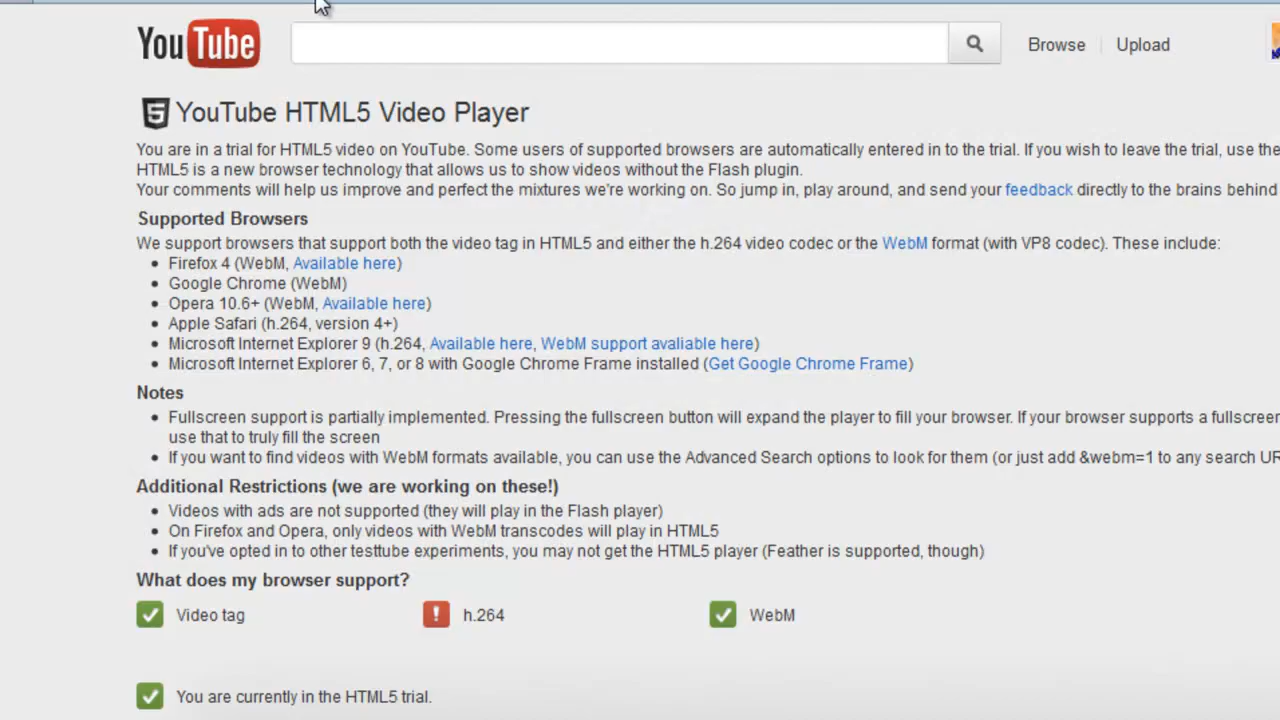 YouTube
Browse
Upload
YouTube HTML5 Video Player
You are in a trial for HTML5 video on YouTube. Some users of supported browsers are automatically entered in to the trial. If you wish to leave the trial, use the
HTML5 is a new browser technology that allows us to show videos without the Flash plugin.
Your comments will help us improve and perfect the mixtures we're working on. So jump in, play around, and send your feedback directly to the brains behind
Supported Browsers
We support browsers that support both the video tag in HTML5 and either the h.264 video codec or the WebM format (with VP8 codec). These include:
• Firefox 4 (WebM, Available here)
• Google Chrome (WebM)
• Opera 10.6+ (WebM, Available here)
• Apple Safari (h.264, version 4+)
• Microsoft Internet Explorer 9 (h.264, Available here, WebM support avaliable here)
• Microsoft Internet Explorer 6, 7, or 8 with Google Chrome Frame installed (Get Google Chrome Frame)
Notes
• Fullscreen support is partially implemented. Pressing the fullscreen button will expand the player to fill your browser. If your browser supports a fullscreen
use that to truly fill the screen
• If you want to find videos with WebM formats available, you can use the Advanced Search options to look for them (or just add &webm=1 to any search UR
Additional Restrictions (we are working on these!)
• Videos with ads are not supported (they will play in the Flash player)
• On Firefox and Opera, only videos with WebM transcodes will play in HTML5
• If you've opted in to other testtube experiments, you may not get the HTML5 player (Feather is supported, though)
What does my browser support?
Video tag
! h.264
WebM
You are currently in the HTML5 trial.